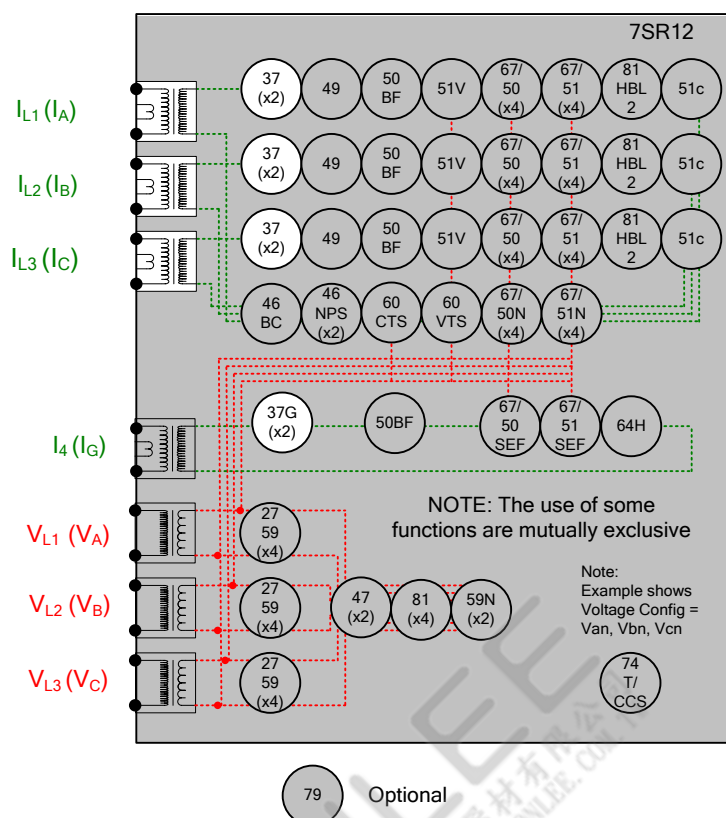 7SR12
IL1 (IA)
37 (x2)
49
50 BF
51V
67/ 50 (x4)
67/ 51 (x4)
81 HBL 2
51c
IL2 (IB)
37 (x2)
49
50 BF
51V
67/ 50 (x4)
67/ 51 (x4)
81 HBL 2
51c
IL3 (IC)
37 (x2)
49
50 BF
51V
67/ 50 (x4)
67/ 51 (x4)
81 HBL 2
51c
46 BC
46 NPS (x2)
60 CTS
60 VTS
67/ 50N (x4)
67/ 51N (x4)
I4 (IG)
37G (x2)
50BF
67/ 50 SEF
67/ 51 SEF
64H
VL1 (VA)
27 59 (x4)
NOTE: The use of some
functions are mutually exclusive
VL2 (VB)
27 59 (x4)
47 (x2)
81 (x4)
59N (x2)
Note:
Example shows
Voltage Config =
Van, Vbn, Vcn
VL3 (VC)
27 59 (x4)
74 T/ CCS
79
Optional